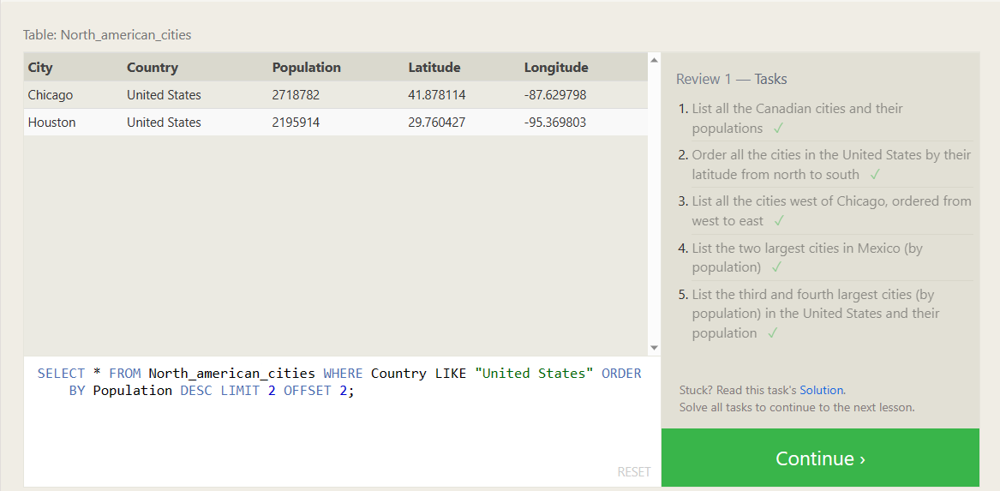 Table: North_american_cities
City Country Population Latitude Longitude
Chicago United States 2718782 41.878114 -87.629798
Houston United States 2195914 29.760427 -95.369803
SELECT * FROM North_american_cities WHERE Country LIKE "United States" ORDER
BY Population DESC LIMIT 2 OFFSET 2;
RESET
Review 1 — Tasks
1. List all the Canadian cities and their
populations ✓
2. Order all the cities in the United States by their
latitude from north to south ✓
3. List all the cities west of Chicago, ordered from
west to east ✓
4. List the two largest cities in Mexico (by
population) ✓
5. List the third and fourth largest cities (by
population) in the United States and their
population ✓
Stuck? Read this task's Solution.
Solve all tasks to continue to the next lesson.
Continue ›